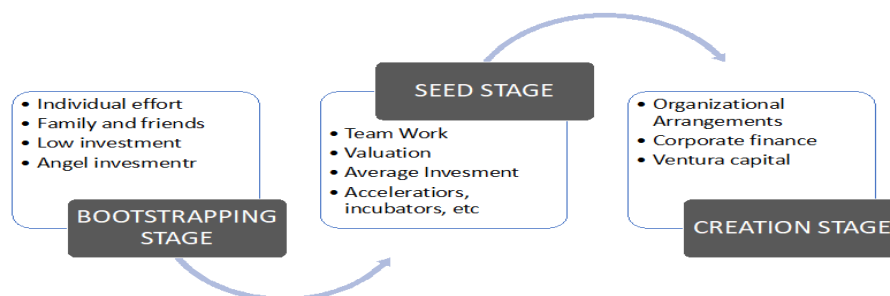 • Individual effort
• Family and friends
• Low investment
• Angel invesmentr
BOOTSTRAPPING
STAGE
SEED STAGE
• Team Work
• Valuation
• Average Invesment
• Acceleratiors,
incubators, etc
• Organizational
Arrangements
• Corporate finance
• Ventura capital
CREATION STAGE